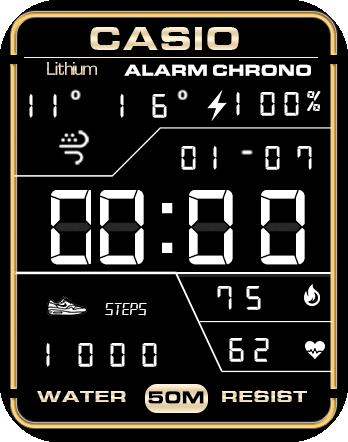 CASIO
Lithium ALARM CHRONO
11° 16° 100%
01-07
00:00
75
STEPS
62
1000
WATER 50M RESIST